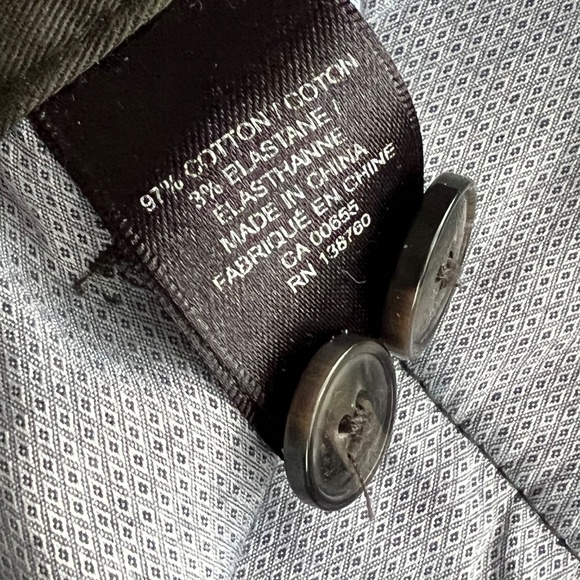 97% COTTON / COTON
3% ELASTANE /
ELASTHANNE
MADE IN CHINA
FABRIQUÉ EN CHINE
CA 00655
RN 138760